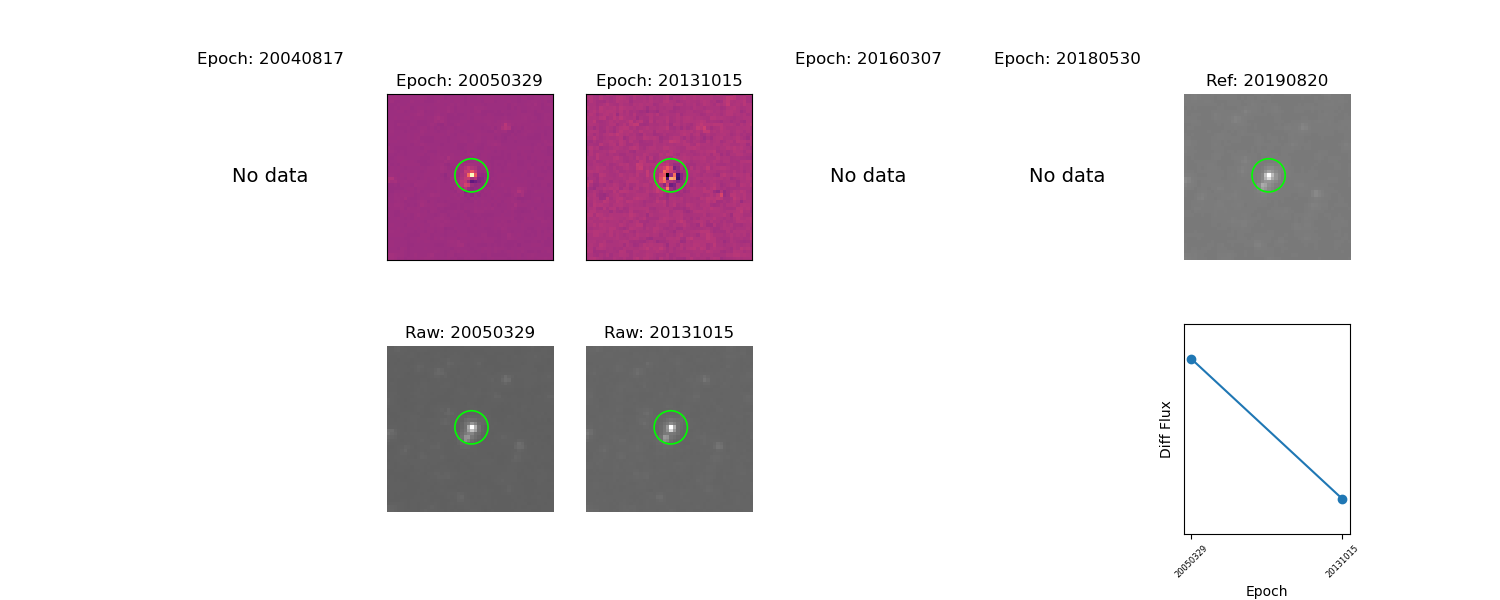 Epoch: 20040817
Epoch: 20050329
Epoch: 20131015
Epoch: 20160307
Epoch: 20180530
Ref: 20190820
No data
No data
No data
Raw: 20050329
Raw: 20131015
Diff Flux
20050329
20131015
Epoch